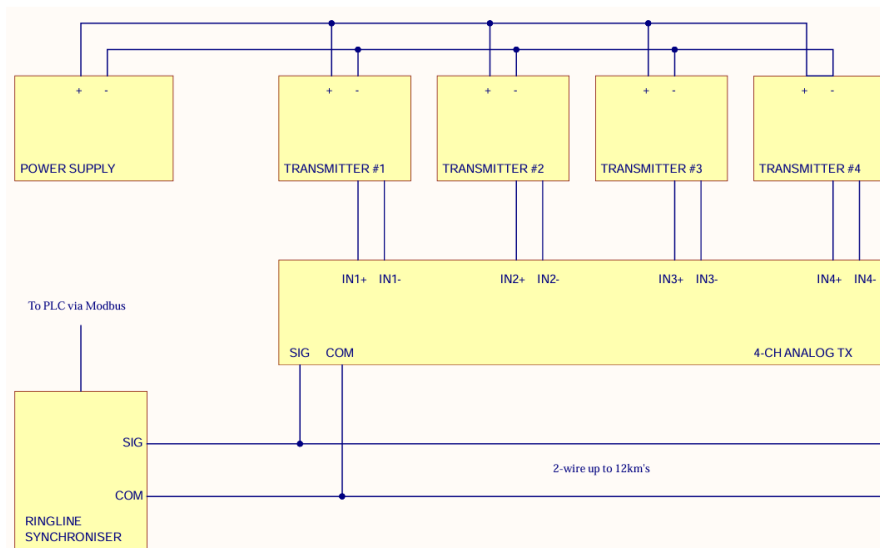 + -
+ -
+ -
+ -
+ -
POWER SUPPLY
TRANSMITTER #1
TRANSMITTER #2
TRANSMITTER #3
TRANSMITTER #4
IN1+ IN1-
IN2+ IN2-
IN3+ IN3-
IN4+ IN4-
To PLC via Modbus
SIG COM
4-CH ANALOG TX
SIG
2-wire up to 12km's
COM
RINGLINE
SYNCHRONISER